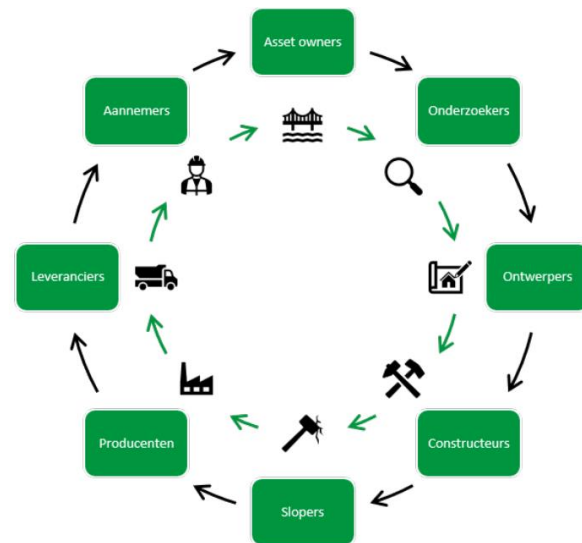 Asset owners
Onderzoekers
Ontwerpers
Constructeurs
Slopers
Producenten
Leveranciers
Aannemers